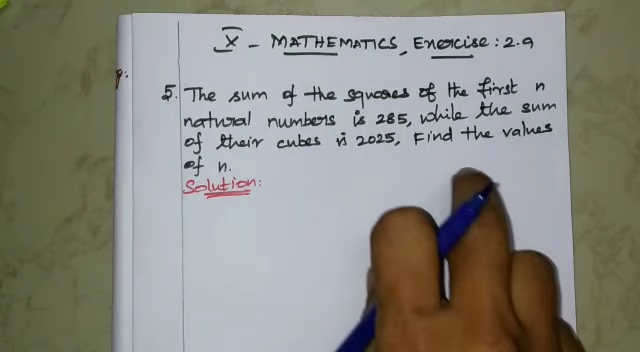 X - MATHEMATICS, Exercise: 2.9
5. The sum of the squares of the first n
natural numbers is 285, while the sum
of their cubes is 2025, Find the values
of n.
Solution: